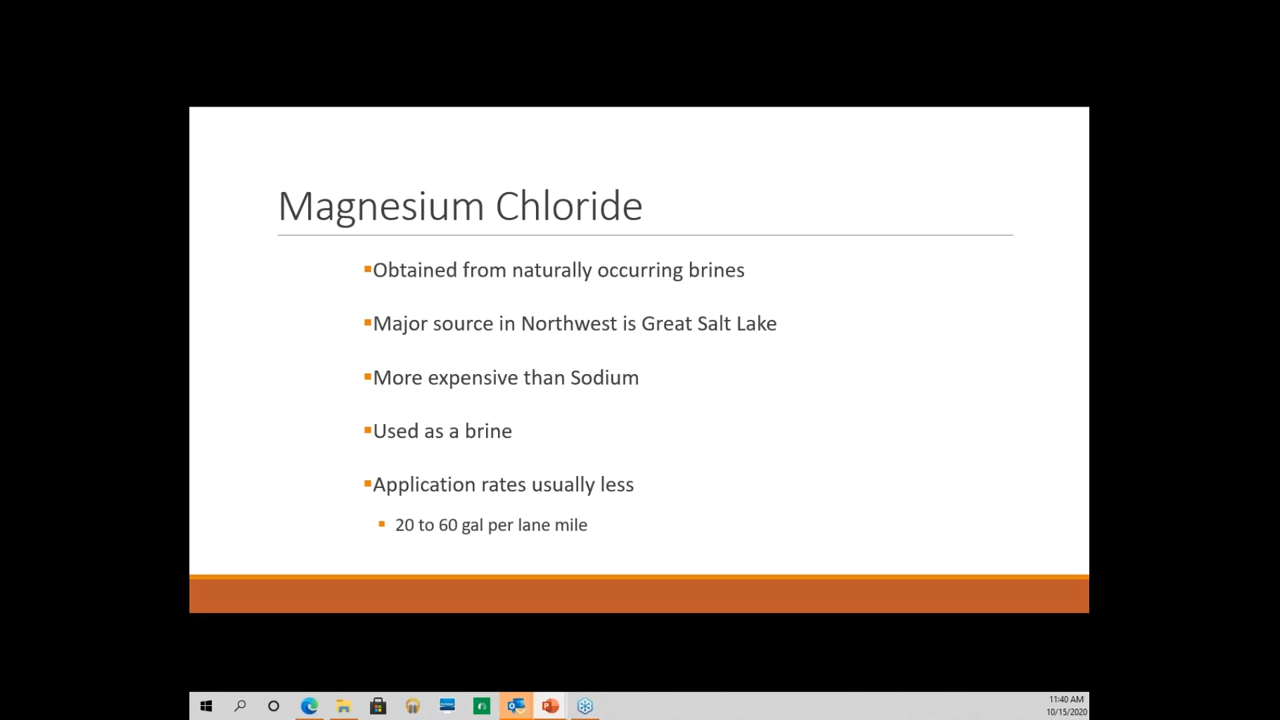 Magnesium Chloride
▪Obtained from naturally occurring brines
▪Major source in Northwest is Great Salt Lake
▪More expensive than Sodium
▪Used as a brine
▪Application rates usually less
▪ 20 to 60 gal per lane mile
11:40 AM
10/15/2020